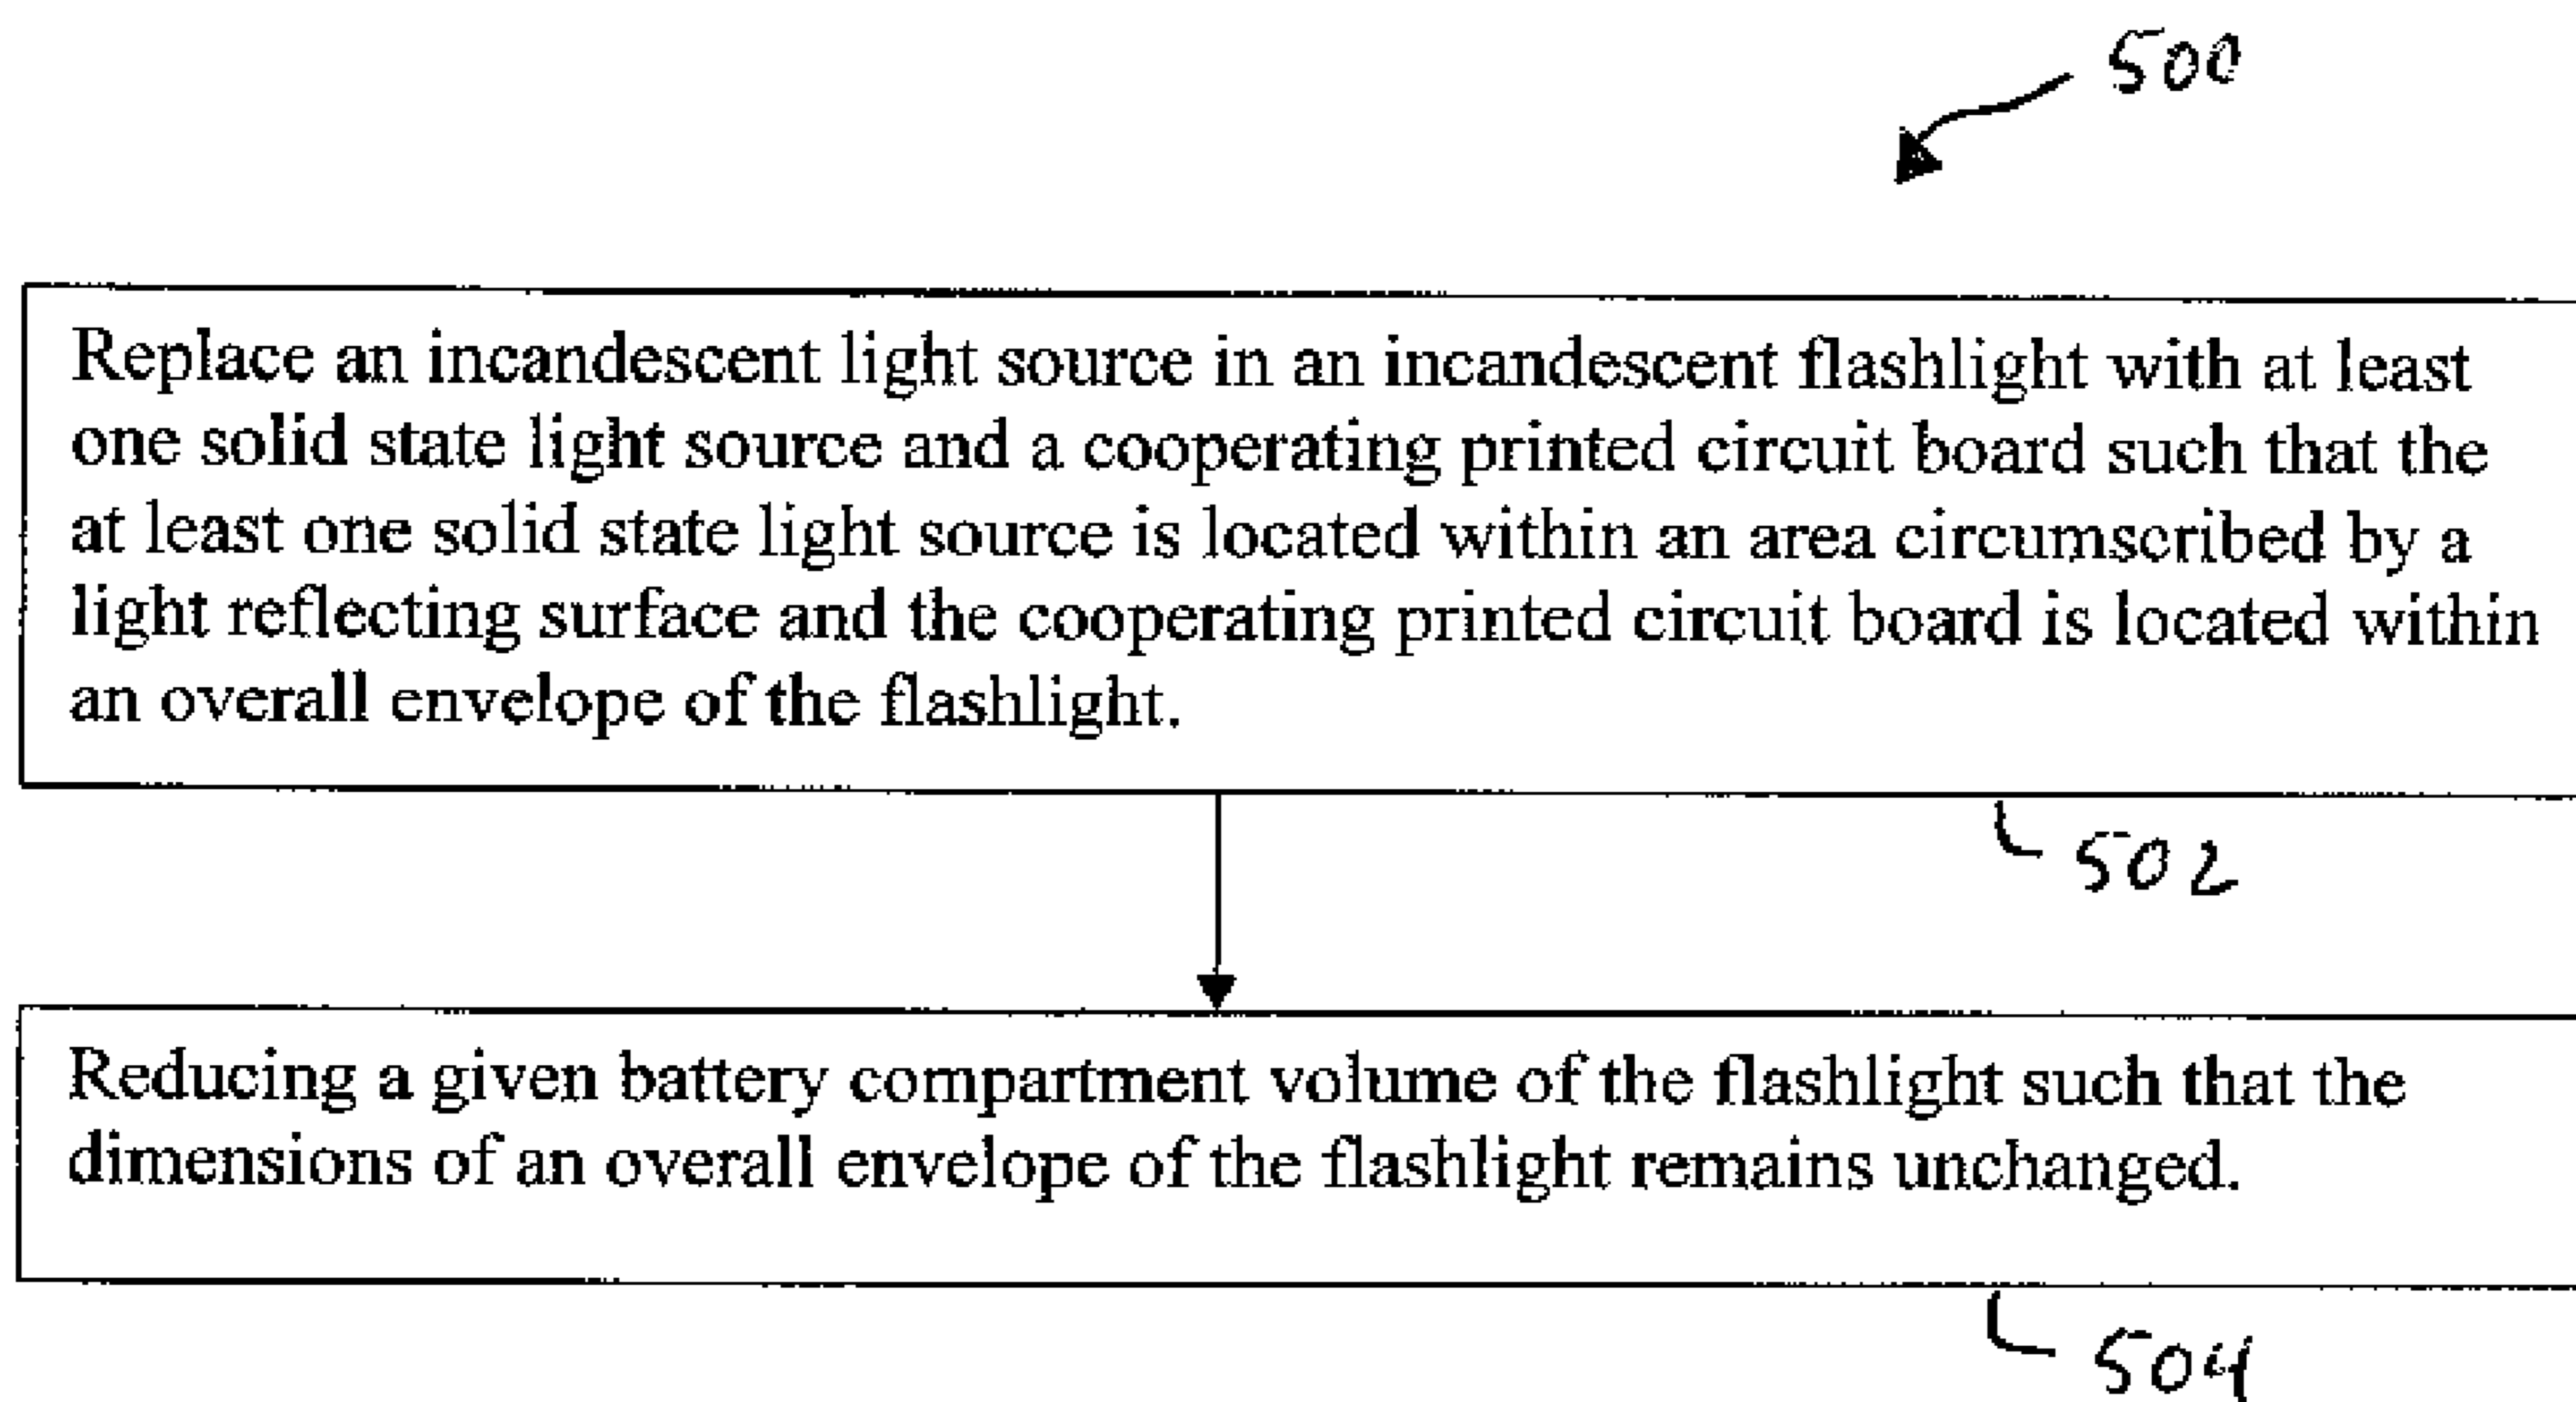 500
Replace an incandescent light source in an incandescent flashlight with at least
one solid state light source and a cooperating printed circuit board such that the
at least one solid state light source is located within an area circumscribed by a
light reflecting surface and the cooperating printed circuit board is located within
an overall envelope of the flashlight.
502
Reducing a given battery compartment volume of the flashlight such that the
dimensions of an overall envelope of the flashlight remains unchanged.
504